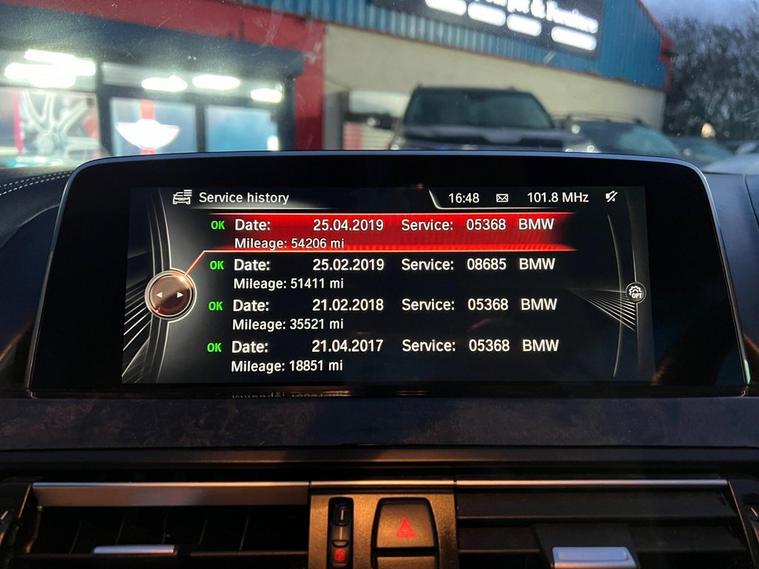 & Furniture
Service history
16:48
101.8 MHz
OK Date: 25.04.2019 Service: 05368 BMW
Mileage: 54206 mi
OK Date: 25.02.2019 Service: 08685 BMW
Mileage: 51411 mi
OK Date: 21.02.2018 Service: 05368 BMW
Mileage: 35521 mi
OK Date: 21.04.2017 Service: 05368 BMW
Mileage: 18851 mi
OPT